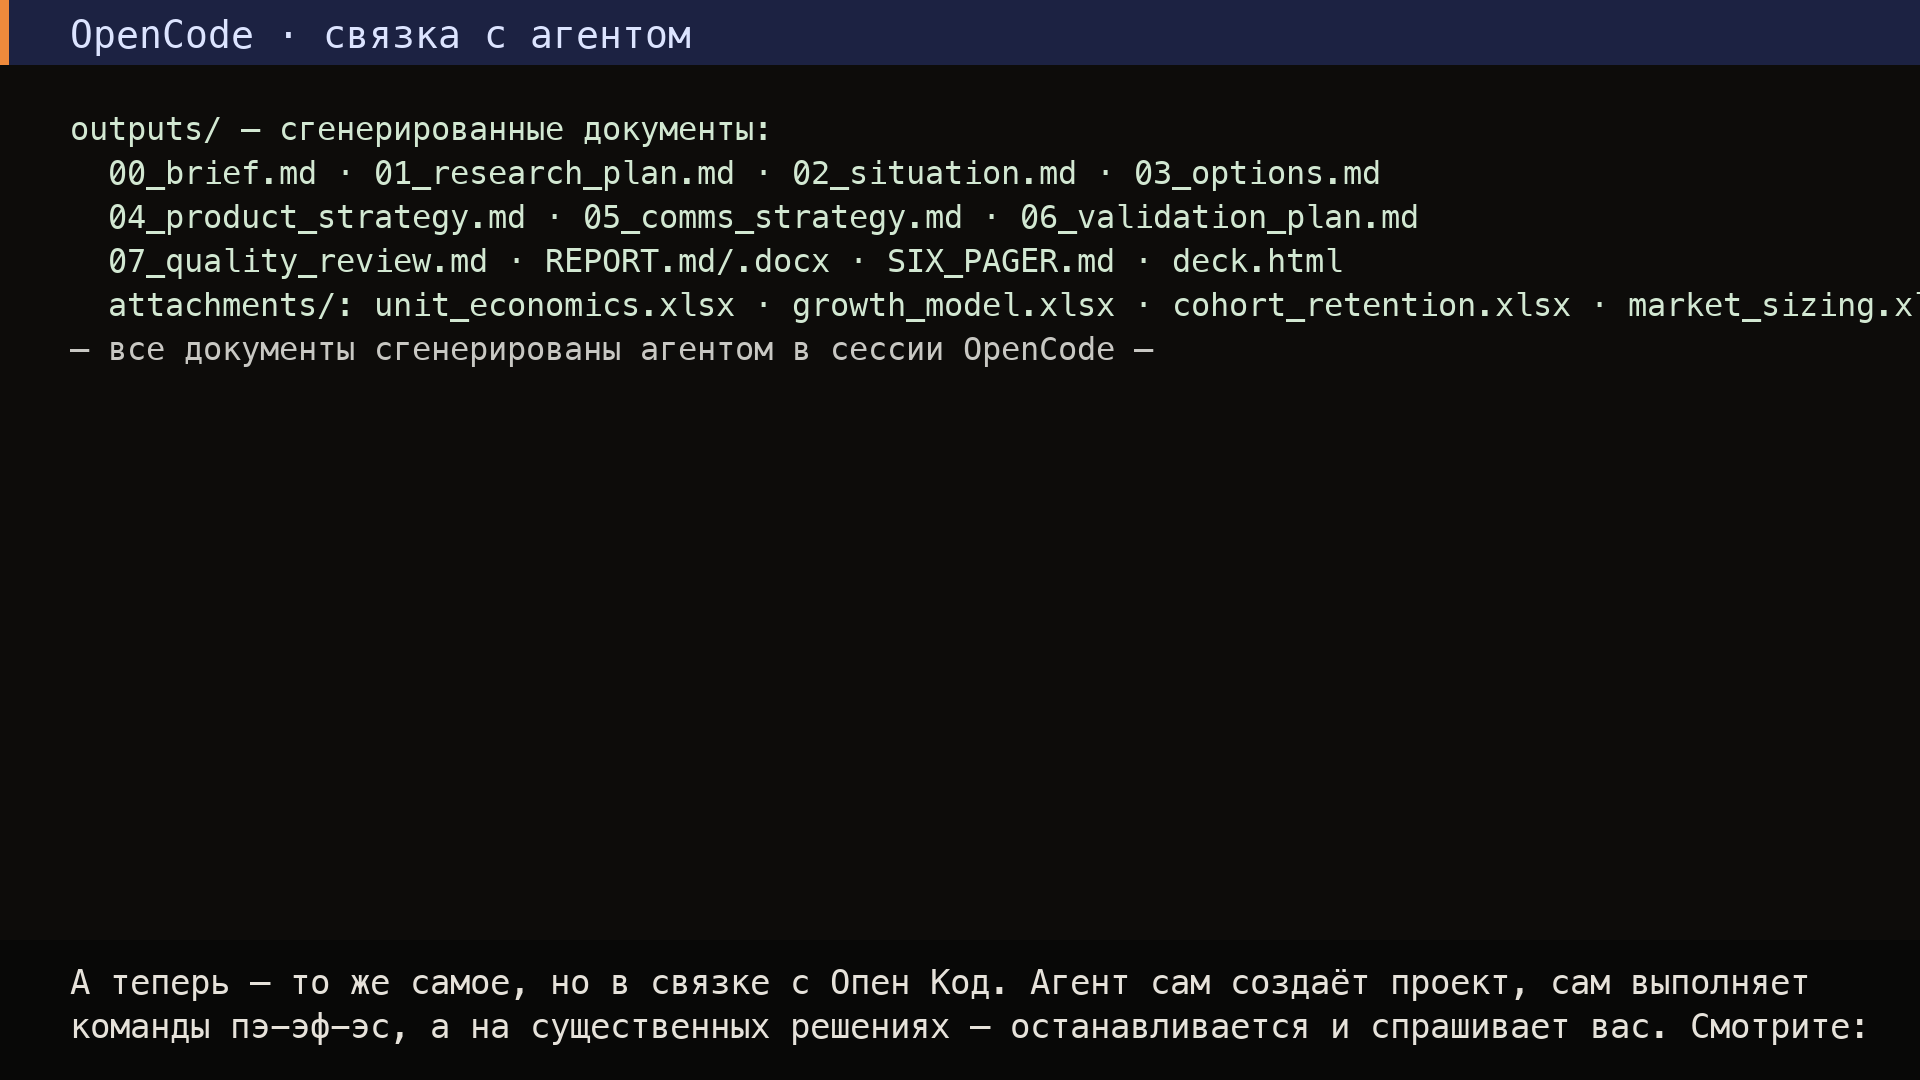 OpenCode · связка с агентом
outputs/ — сгенерированные документы:
00_brief.md · 01_research_plan.md · 02_situation.md · 03_options.md
04_product_strategy.md · 05_comms_strategy.md · 06_validation_plan.md
07_quality_review.md · REPORT.md/.docx · SIX_PAGER.md · deck.html
attachments/: unit_economics.xlsx · growth_model.xlsx · cohort_retention.xlsx · market_sizing.xl
— все документы сгенерированы агентом в сессии OpenCode —
А теперь — то же самое, но в связке с Опен Код. Агент сам создаёт проект, сам выполняет
команды пэ–эф–эс, а на существенных решениях — останавливается и спрашивает вас. Смотрите: